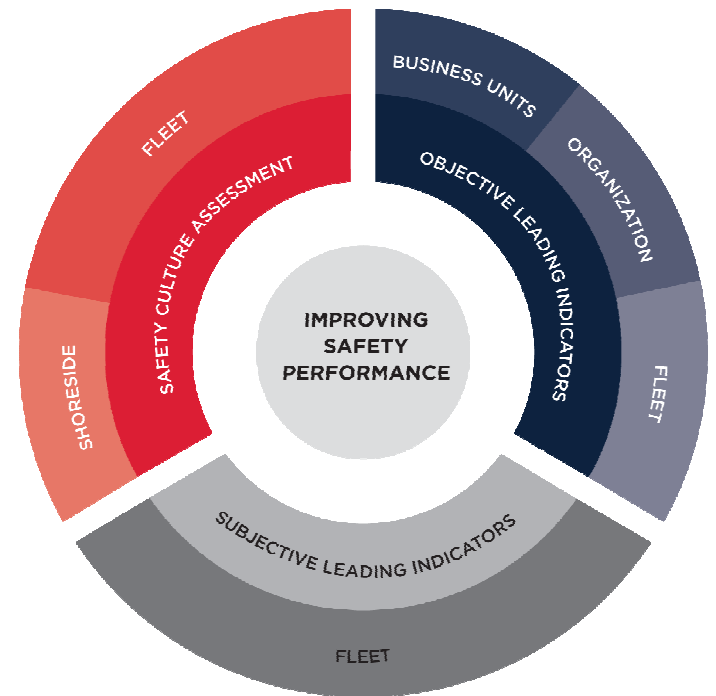 FLEET
SHORESIDE
SAFETY CULTURE ASSESSMENT
BUSINESS UNITS
ORGANIZATION
FLEET
OBJECTIVE LEADING INDICATORS
IMPROVING
SAFETY
PERFORMANCE
SUBJECTIVE LEADING INDICATORS
FLEET